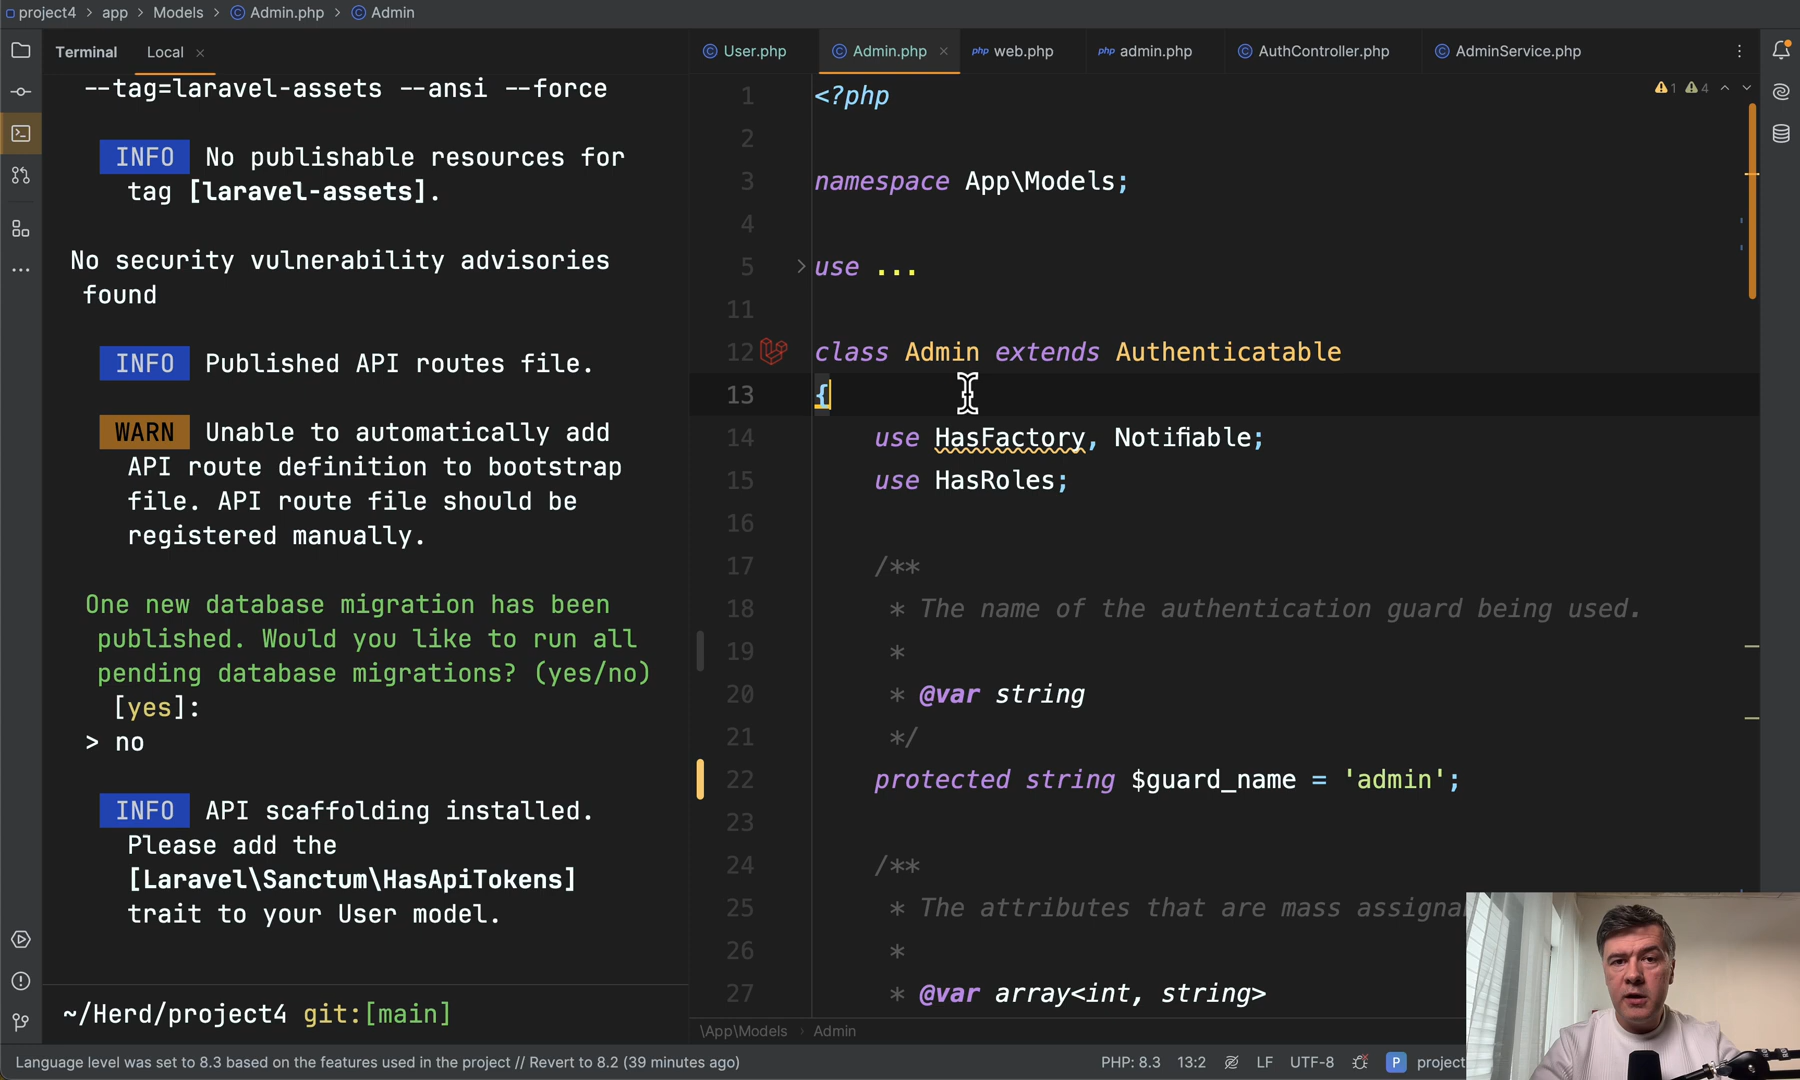 project4 > app > Models > Admin.php > Admin
Terminal Local
--tag=laravel-assets --ansi --force
INFO No publishable resources for
tag [laravel-assets].
No security vulnerability advisories
found
INFO Published API routes file.
WARN Unable to automatically add
API route definition to bootstrap
file. API route file should be
registered manually.
One new database migration has been
published. Would you like to run all
pending database migrations? (yes/no)
[yes]:
> no
INFO API scaffolding installed.
Please add the
[Laravel\Sanctum\HasApiTokens]
trait to your User model.
~/Herd/project4 git:[main]
User.php Admin.php php web.php php admin.php AuthController.php AdminService.php
1 4
1 <?php
2
3 namespace App\Models;
4
5 use ...
11
12 class Admin extends Authenticatable
13 {
14 use HasFactory, Notifiable;
15 use HasRoles;
16
17 /**
18 * The name of the authentication guard being used.
19 *
20 * @var string
21 */
22 protected string $guard_name = 'admin';
23
24 /**
25 * The attributes that are mass assigna
26 *
27 * @var array<int, string>
\App\Models > Admin
Language level was set to 8.3 based on the features used in the project // Revert to 8.2 (39 minutes ago) PHP: 8.3 13:2 LF UTF-8 P project